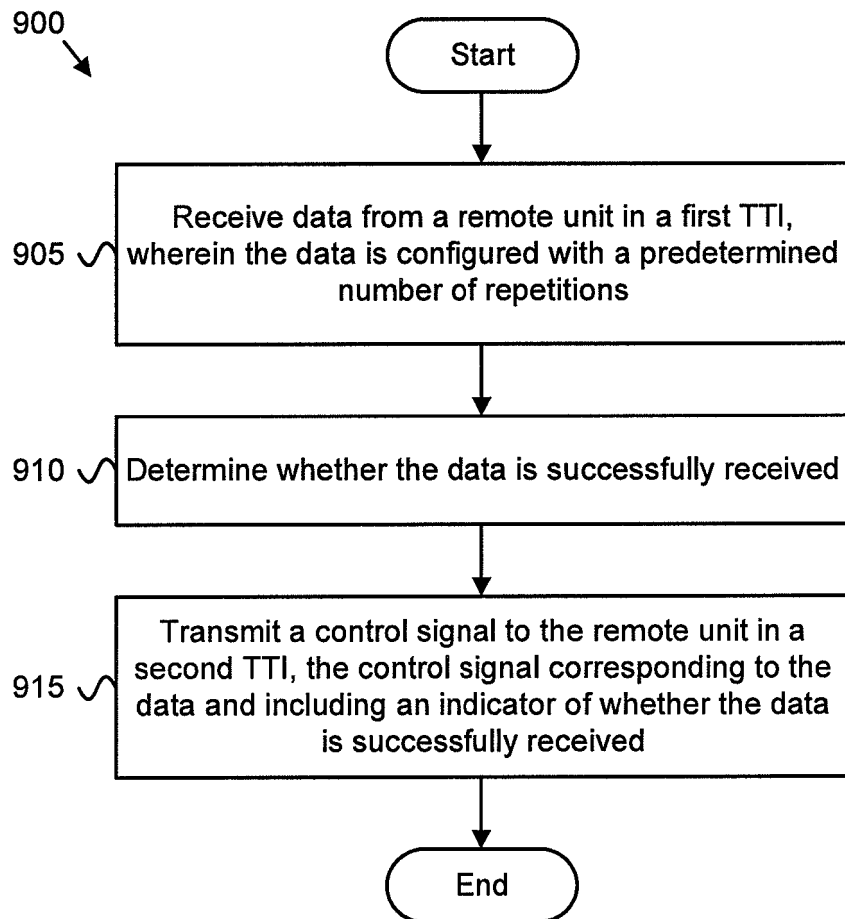 900
Start
Receive data from a remote unit in a first TTI,
905
wherein the data is configured with a predetermined
number of repetitions
910
Determine whether the data is successfully received
Transmit a control signal to the remote unit in a
second TTI, the control signal corresponding to the
915
data and including an indicator of whether the data
is successfully received
End